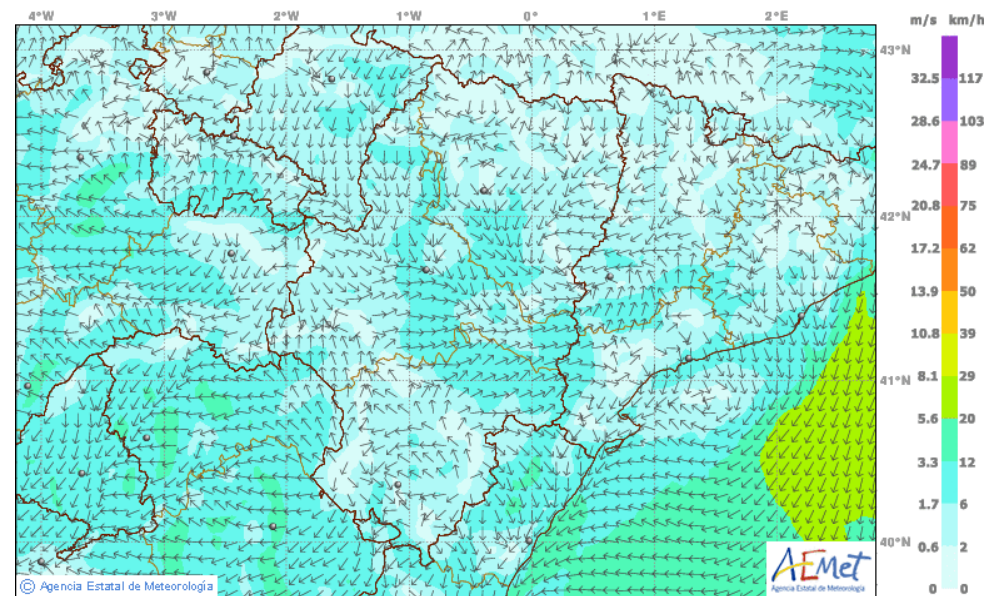 4°W 3°W 2°W 1°W 0° 1°E 2°E
m/s km/h
43°N
32.5 117
28.6 103
24.7 89
20.8 75
42°N
17.2 62
13.9 50
10.8 39
41°N
8.1 29
5.6 20
3.3 12
1.7 6
40°N
0.6 2
0 0
© Agencia Estatal de Meteorología
AEMet
Agencia Estatal de Meteorología